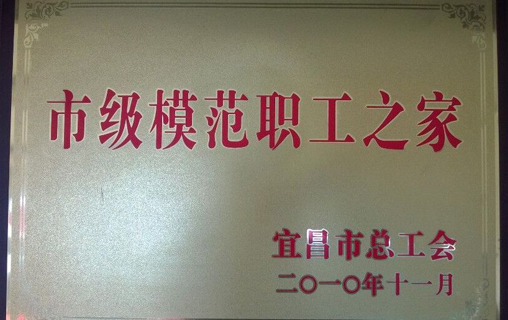 市级模范职工之家
宜昌市总工会
二〇一〇年十一月